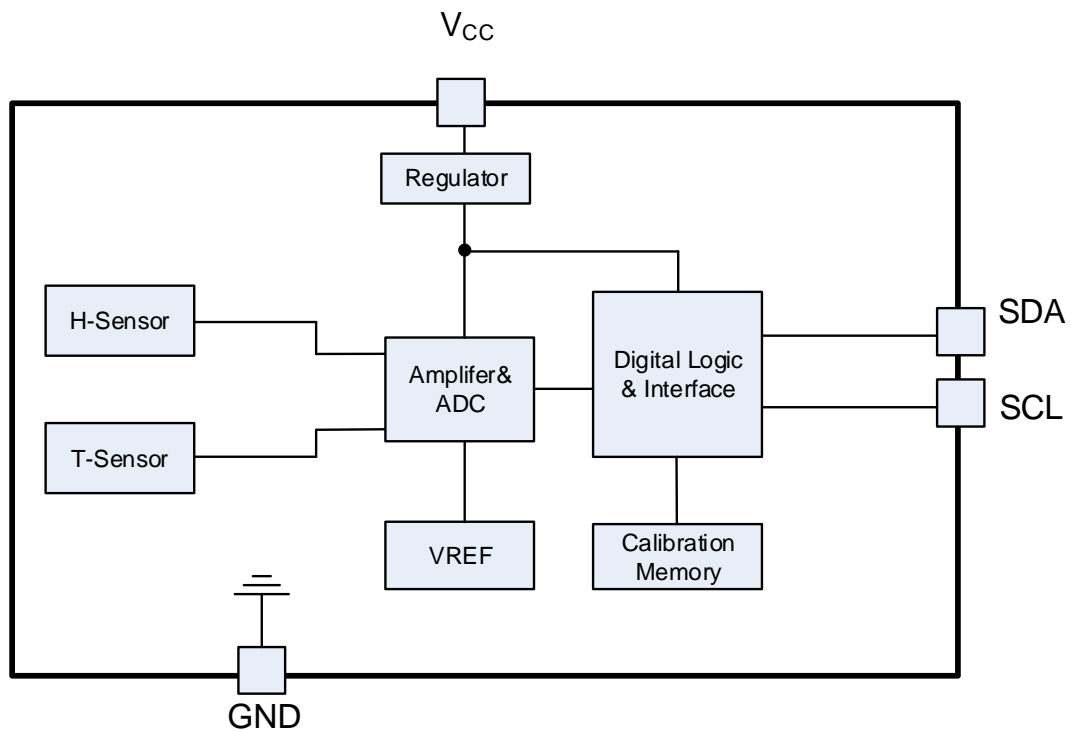 VCC
Regulator
H-Sensor
SDA
Amplifer&
ADC
Digital Logic
& Interface
SCL
T-Sensor
VREF
Calibration
Memory
GND